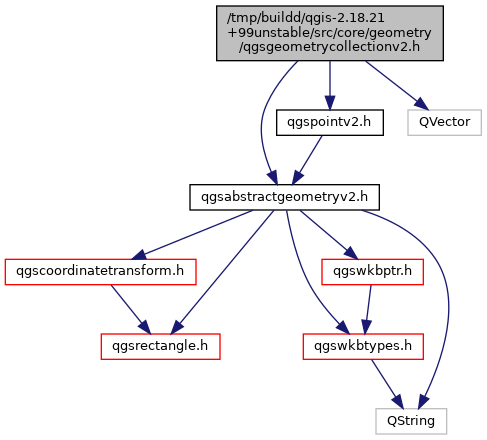 /tmp/buildd/qgis-2.18.21
+99unstable/src/core/geometry
/qgsgeometrycollectionv2.h
qgspointv2.h
QVector
qgsabstractgeometryv2.h
qgscoordinatetransform.h
qgswkbptr.h
qgsrectangle.h
qgswkbtypes.h
QString